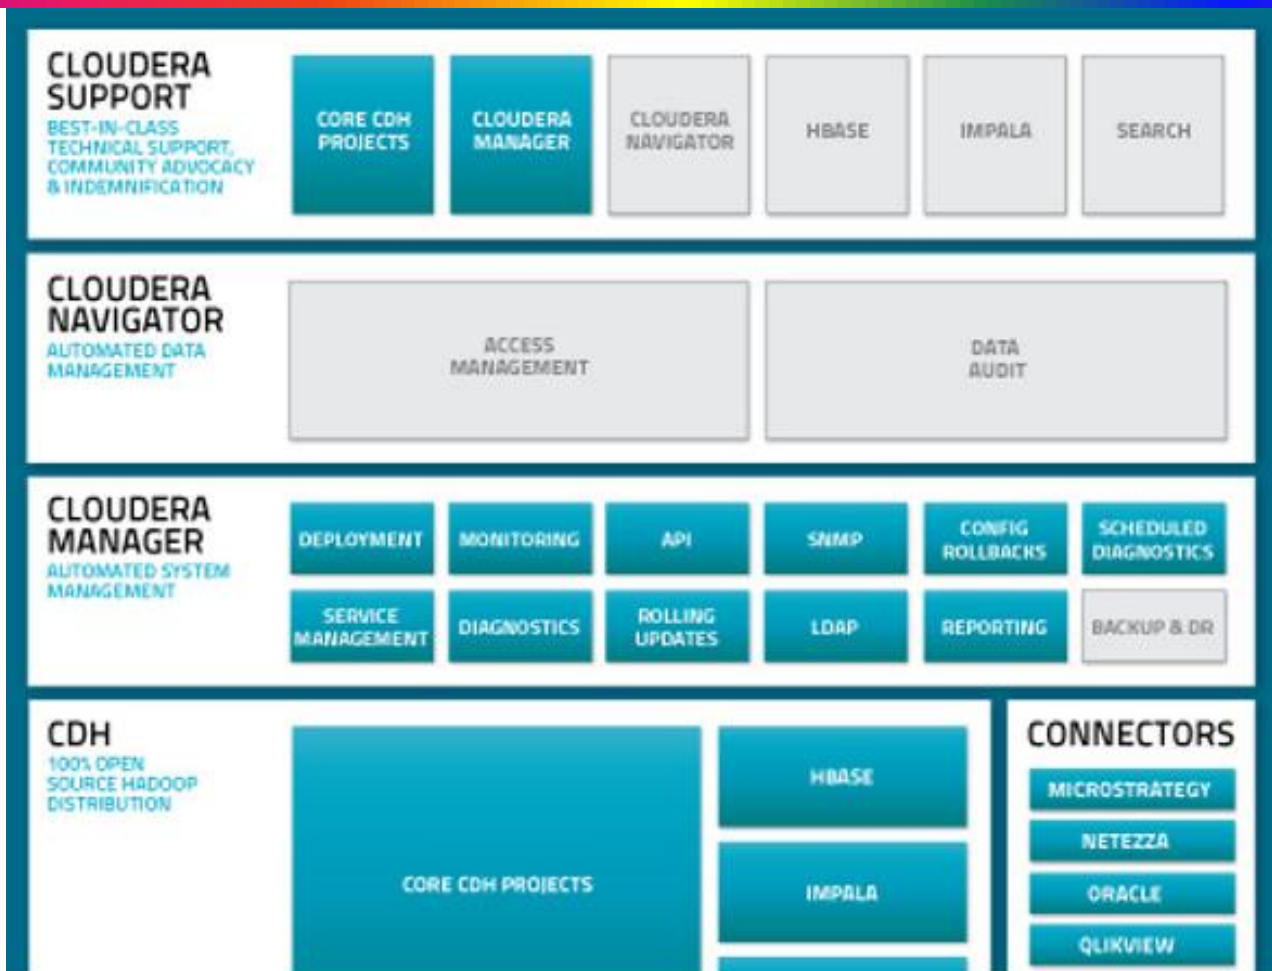 CLOUDERA
SUPPORT
BEST-IN-CLASS
TECHNICAL SUPPORT,
COMMUNITY ADVOCACY
& INDEMNIFICATION
CORE CDH
PROJECTS
CLOUDERA
MANAGER
CLOUDERA
NAVIGATOR
HBASE
IMPALA
SEARCH
CLOUDERA
NAVIGATOR
AUTOMATED DATA
MANAGEMENT
ACCESS
MANAGEMENT
DATA
AUDIT
CLOUDERA
MANAGER
AUTOMATED SYSTEM
MANAGEMENT
DEPLOYMENT
MONITORING
API
SNMP
CONFIG
ROLLBACKS
SCHEDULED
DIAGNOSTICS
SERVICE
MANAGEMENT
DIAGNOSTICS
ROLLING
UPDATES
LDAP
REPORTING
BACKUP & DR
CDH
100% OPEN
SOURCE HADOOP
DISTRIBUTION
CORE CDH PROJECTS
HBASE
IMPALA
CONNECTORS
MICROSTRATEGY
NETEZZA
ORACLE
QLIKVIEW